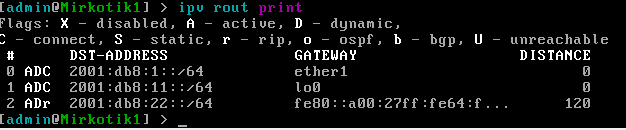 [admin@Mirkotik1] > ipv rout print
Flags: X - disabled, A - active, D - dynamic,
C - connect, S - static, r - rip, o - ospf, b - bgp, U - unreachable
# DST-ADDRESS GATEWAY DISTANCE
0 ADC 2001:db8:1::/64 ether1 0
1 ADC 2001:db8:11::/64 lo0 0
2 ADr 2001:db8:22::/64 fe80::a00:27ff:fe64:f... 120
[admin@Mirkotik1] > _